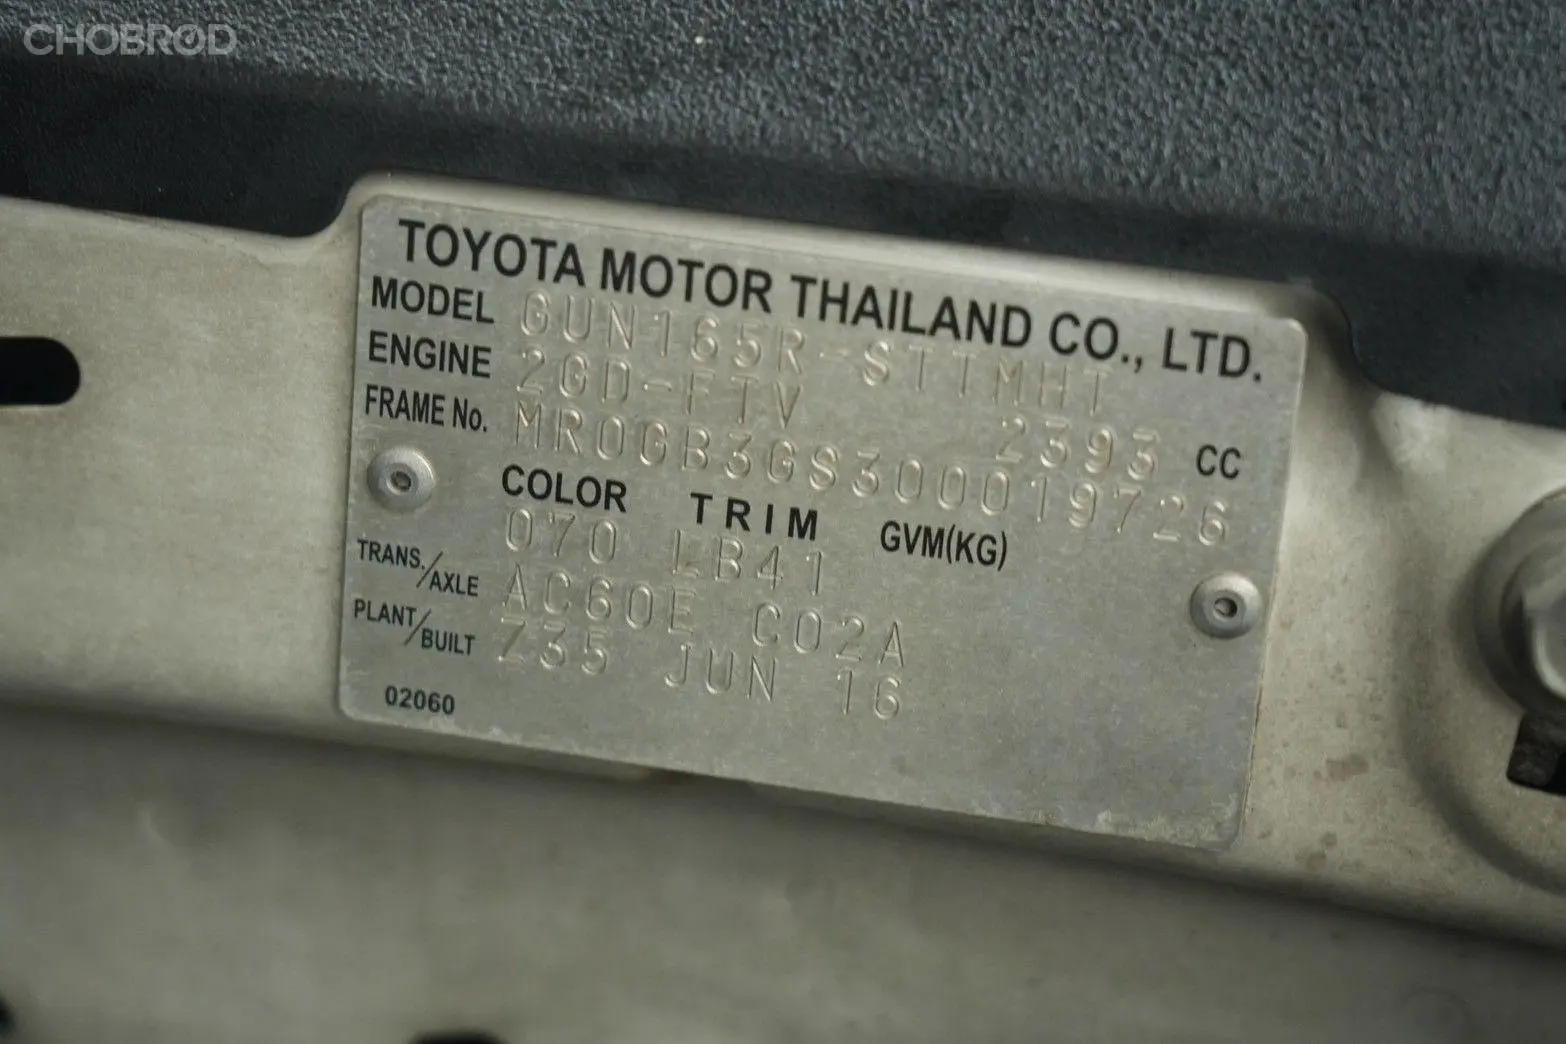 CHOBROD
TOYOTA MOTOR THAILAND CO., LTD.
MODEL GUN165R-STTMHT
ENGINE 2GD-FTV 2393 CC
FRAME No. MR0GB3GS300019726
COLOR TRIM GVM(KG)
070 LB41
TRANS./AXLE AC60E C02A
PLANT/BUILT Z35 JUN 16
02060